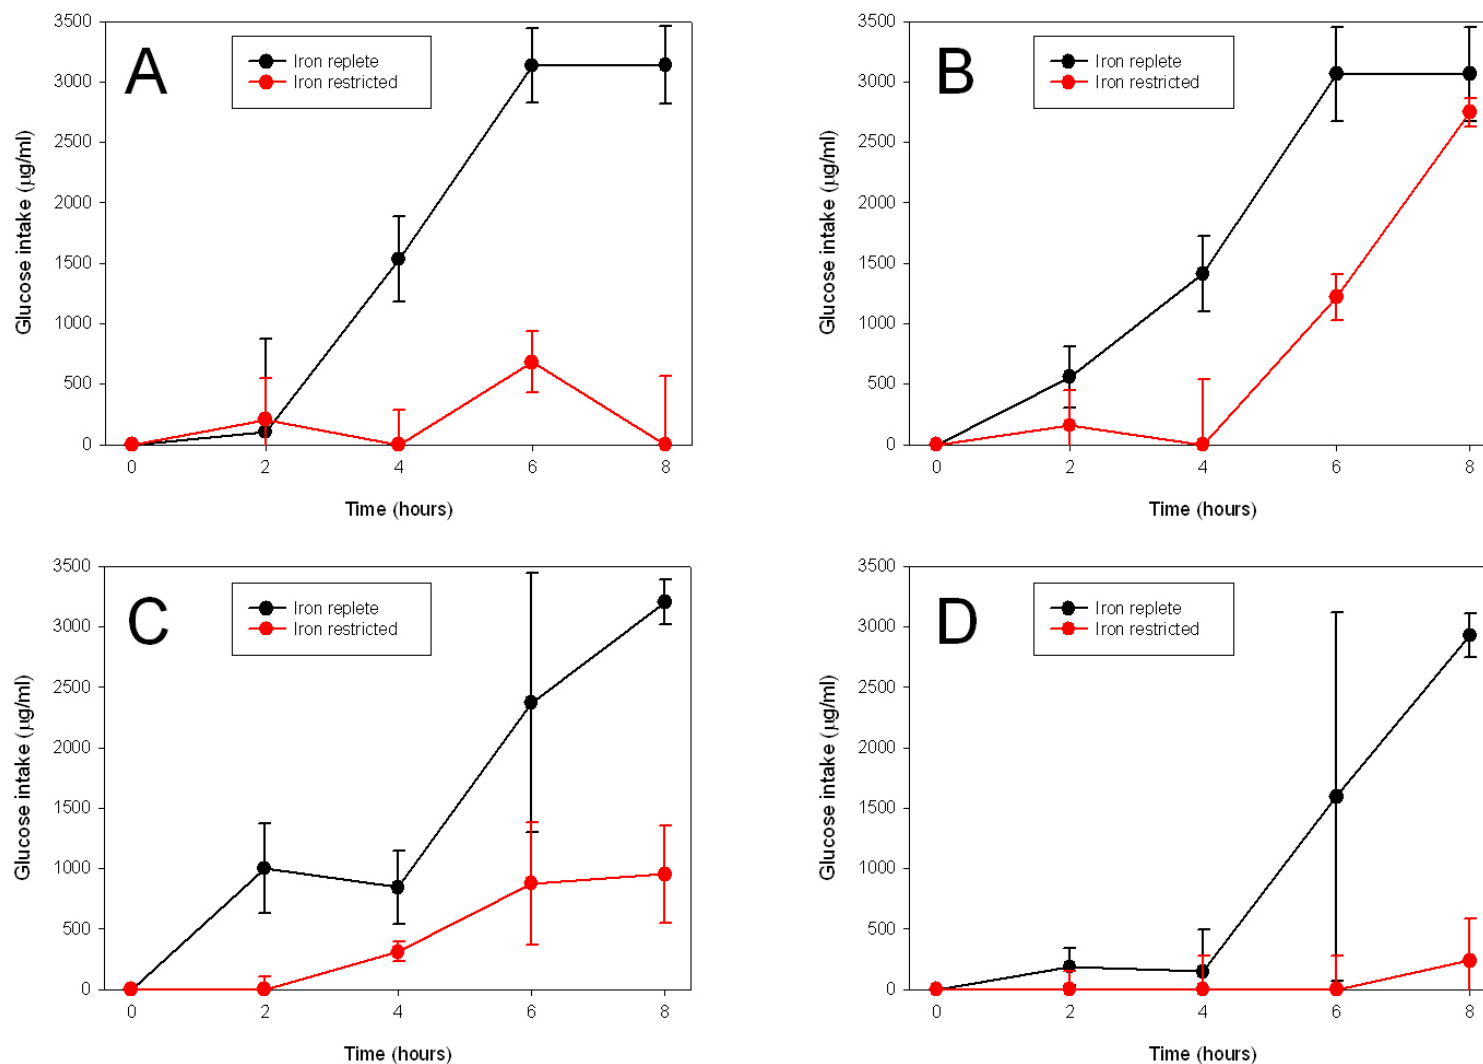 A
Iron replete
Iron restricted
Glucose intake (µg/ml)
3500
3000
2500
2000
1500
1000
500
0
0 2 4 6 8
Time (hours)
B
Iron replete
Iron restricted
Glucose intake (µg/ml)
3500
3000
2500
2000
1500
1000
500
0
0 2 4 6 8
Time (hours)
C
Iron replete
Iron restricted
Glucose intake (µg/ml)
3500
3000
2500
2000
1500
1000
500
0
0 2 4 6 8
Time (hours)
D
Iron replete
Iron restricted
Glucose intake (µg/ml)
3500
3000
2500
2000
1500
1000
500
0
0 2 4 6 8
Time (hours)